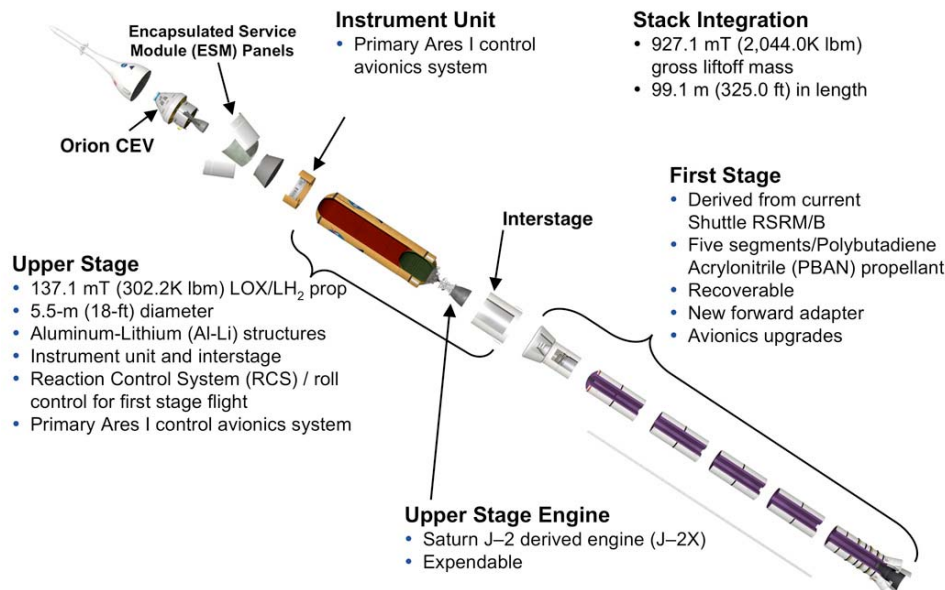 Encapsulated Service
Module (ESM) Panels
Orion CEV
Instrument Unit
• Primary Ares I control
avionics system
Stack Integration
• 927.1 mT (2,044.0K lbm)
gross liftoff mass
• 99.1 m (325.0 ft) in length
Interstage
First Stage
• Derived from current
Shuttle RSRM/B
• Five segments/Polybutadiene
Acrylonitrile (PBAN) propellant
• Recoverable
• New forward adapter
• Avionics upgrades
Upper Stage
• 137.1 mT (302.2K lbm) LOX/LH₂ prop
• 5.5-m (18-ft) diameter
• Aluminum-Lithium (Al-Li) structures
• Instrument unit and interstage
• Reaction Control System (RCS) / roll
control for first stage flight
• Primary Ares I control avionics system
Upper Stage Engine
• Saturn J–2 derived engine (J–2X)
• Expendable